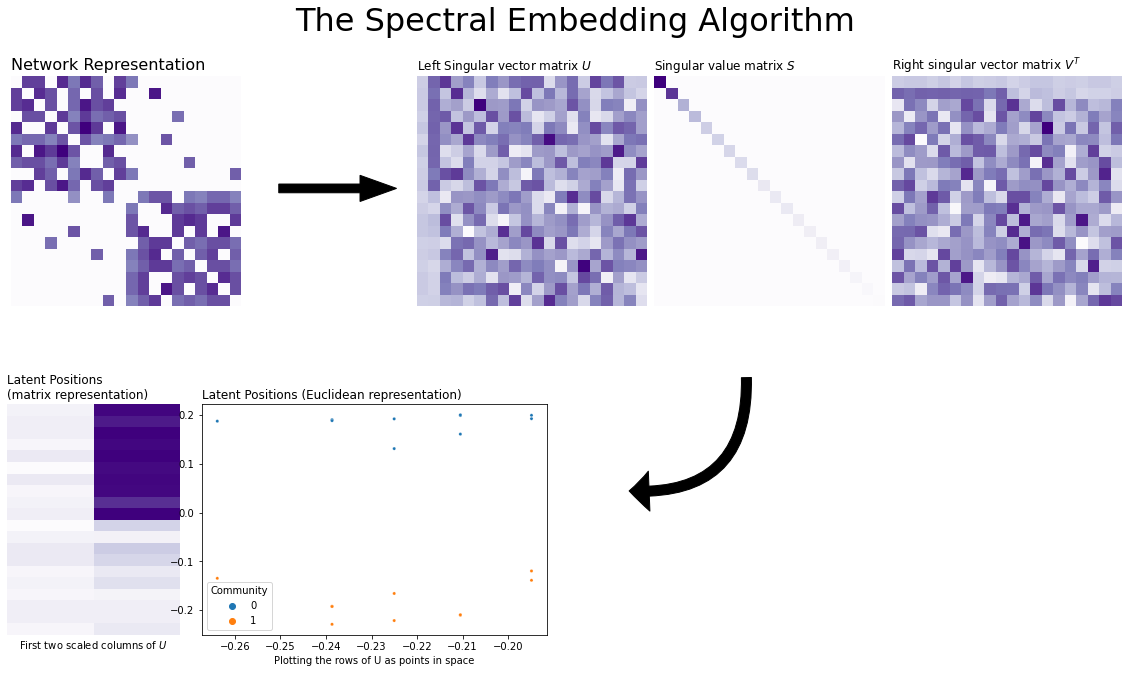 The Spectral Embedding Algorithm
Network Representation
Left Singular vector matrix U
Singular value matrix S
Right singular vector matrix V^T
Latent Positions
(matrix representation)
First two scaled columns of U
Latent Positions (Euclidean representation)
0.2
0.1
0.0
−0.1
−0.2
Community
0
1
−0.26
−0.25
−0.24
−0.23
−0.22
−0.21
−0.20
Plotting the rows of U as points in space